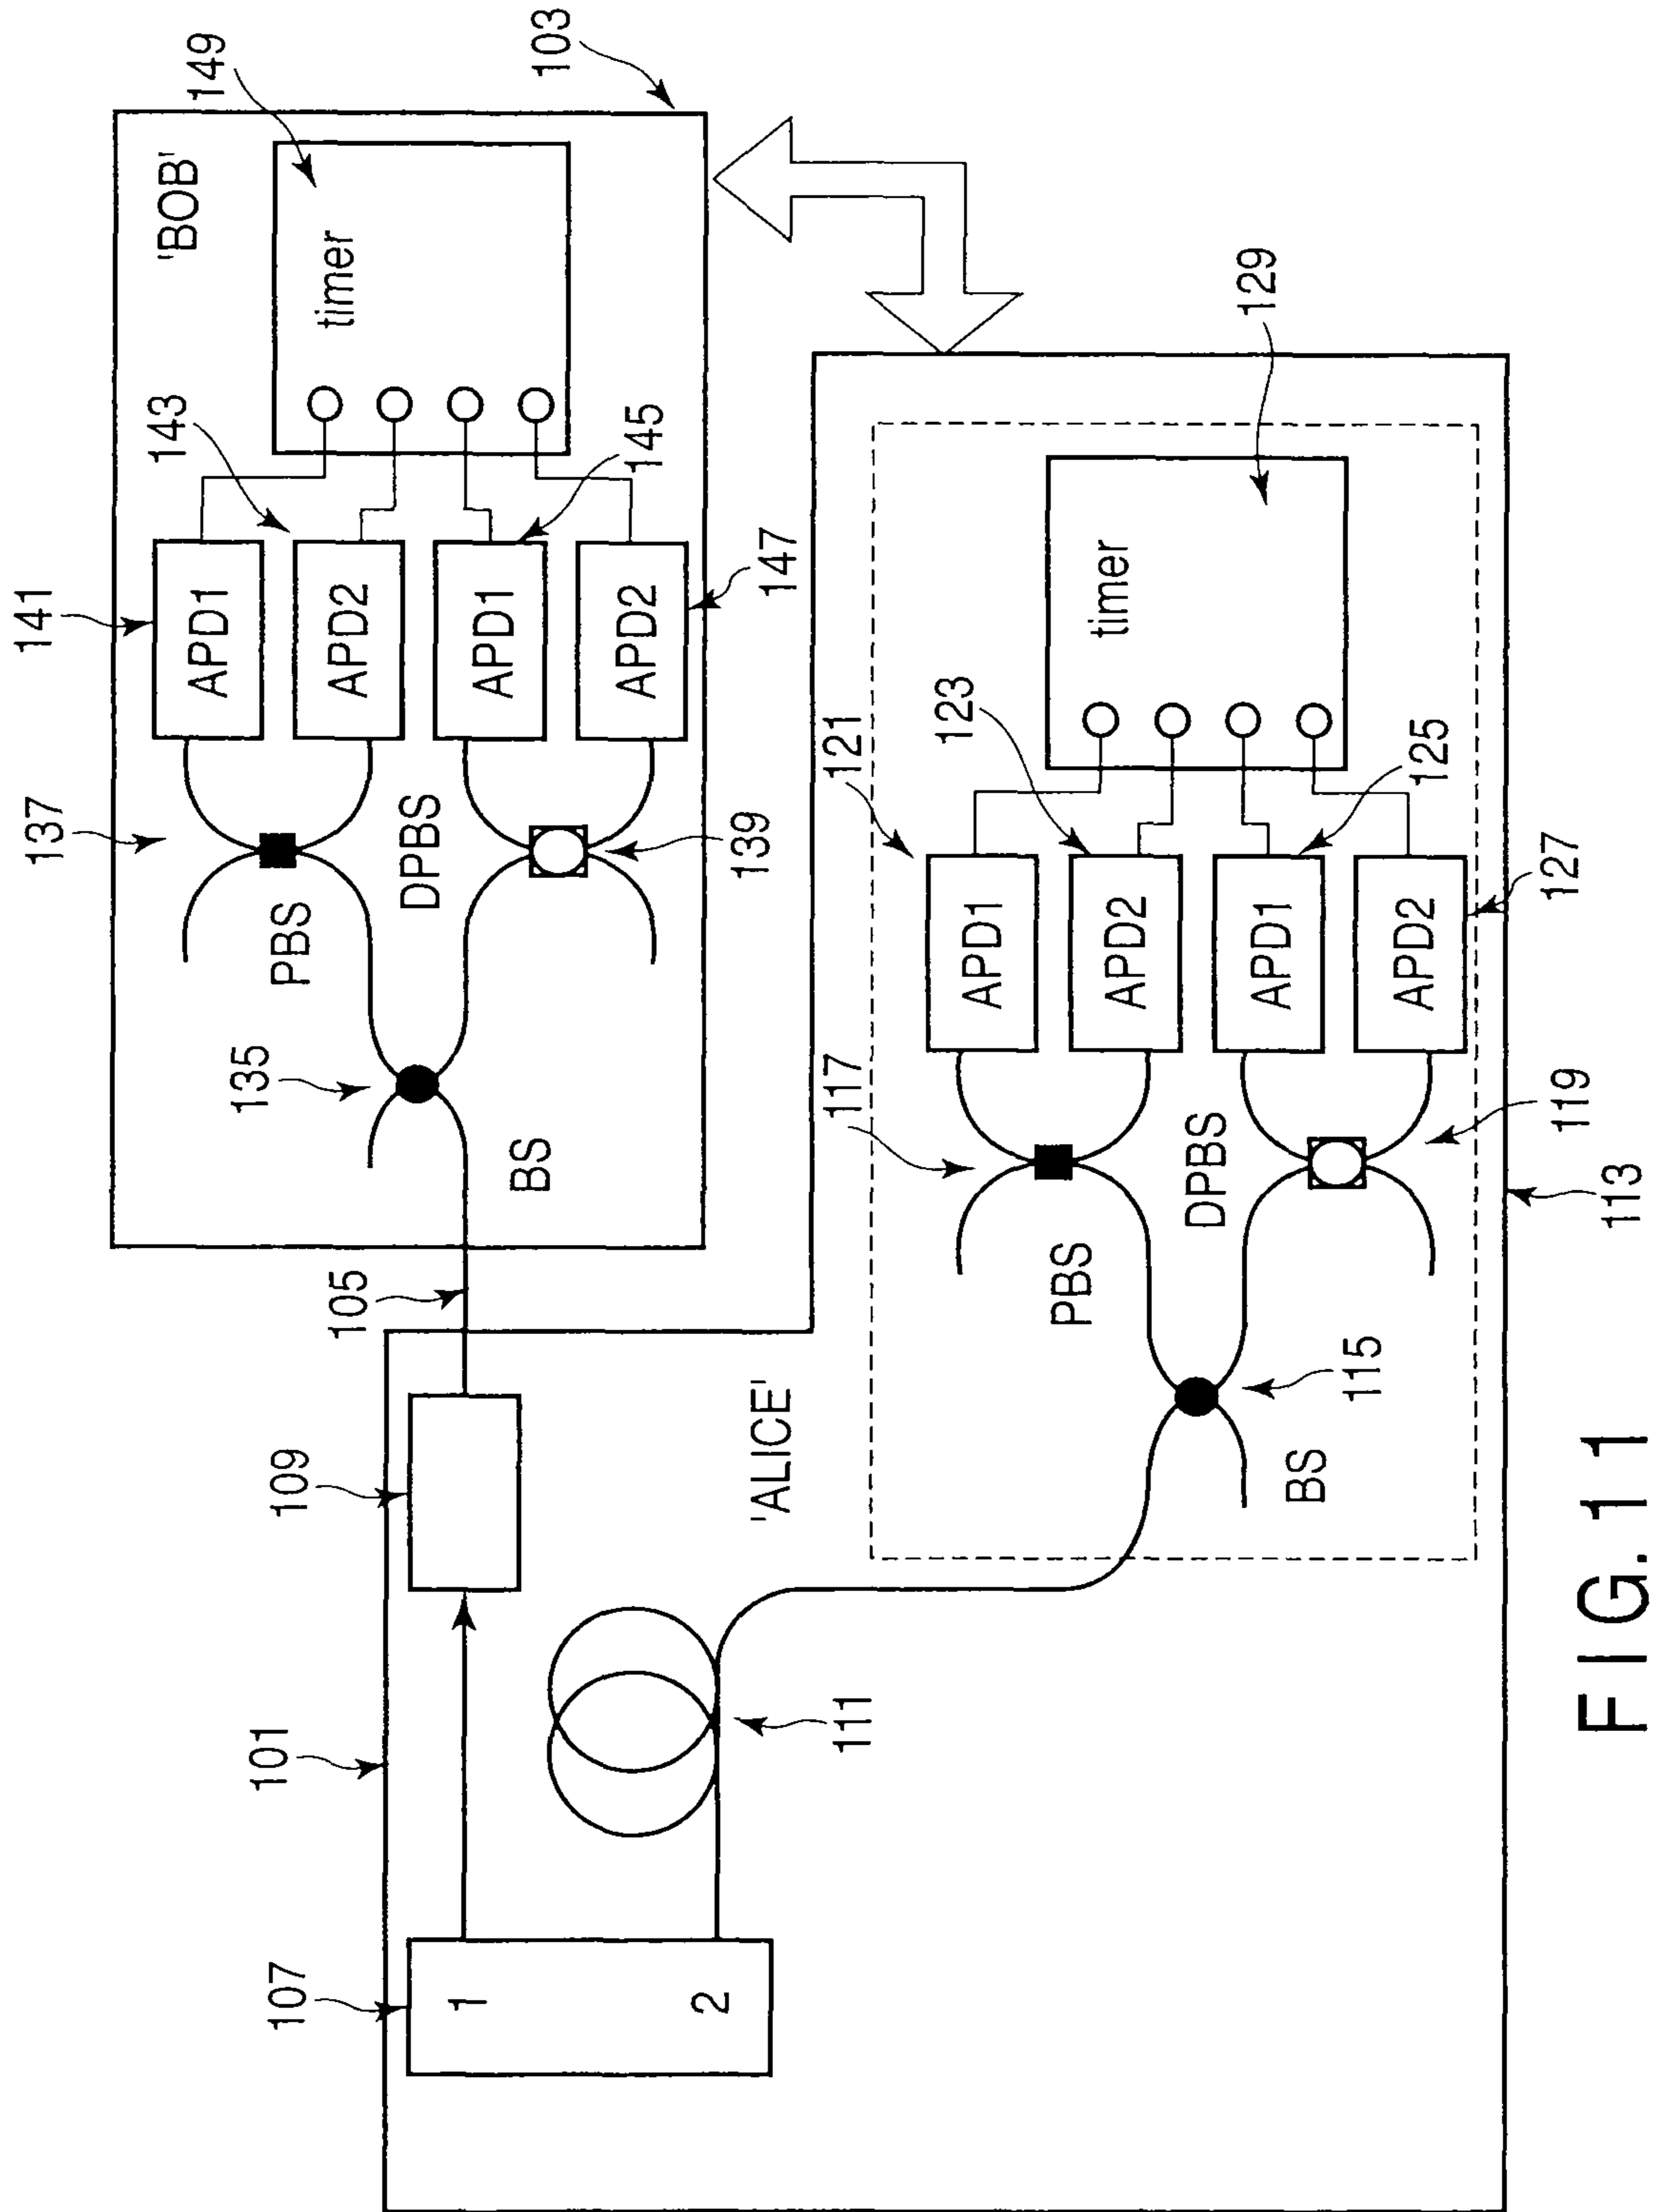 103
'BOB'
149
timer
143
145
141
APD1
APD2
APD1
APD2
147
137
PBS
DPBS
139
135
BS
105
109
101
'ALICE'
111
107
1
2
129
timer
121
123
125
APD1
APD2
APD1
APD2
127
117
PBS
DPBS
119
113
115
BS
FIG.11